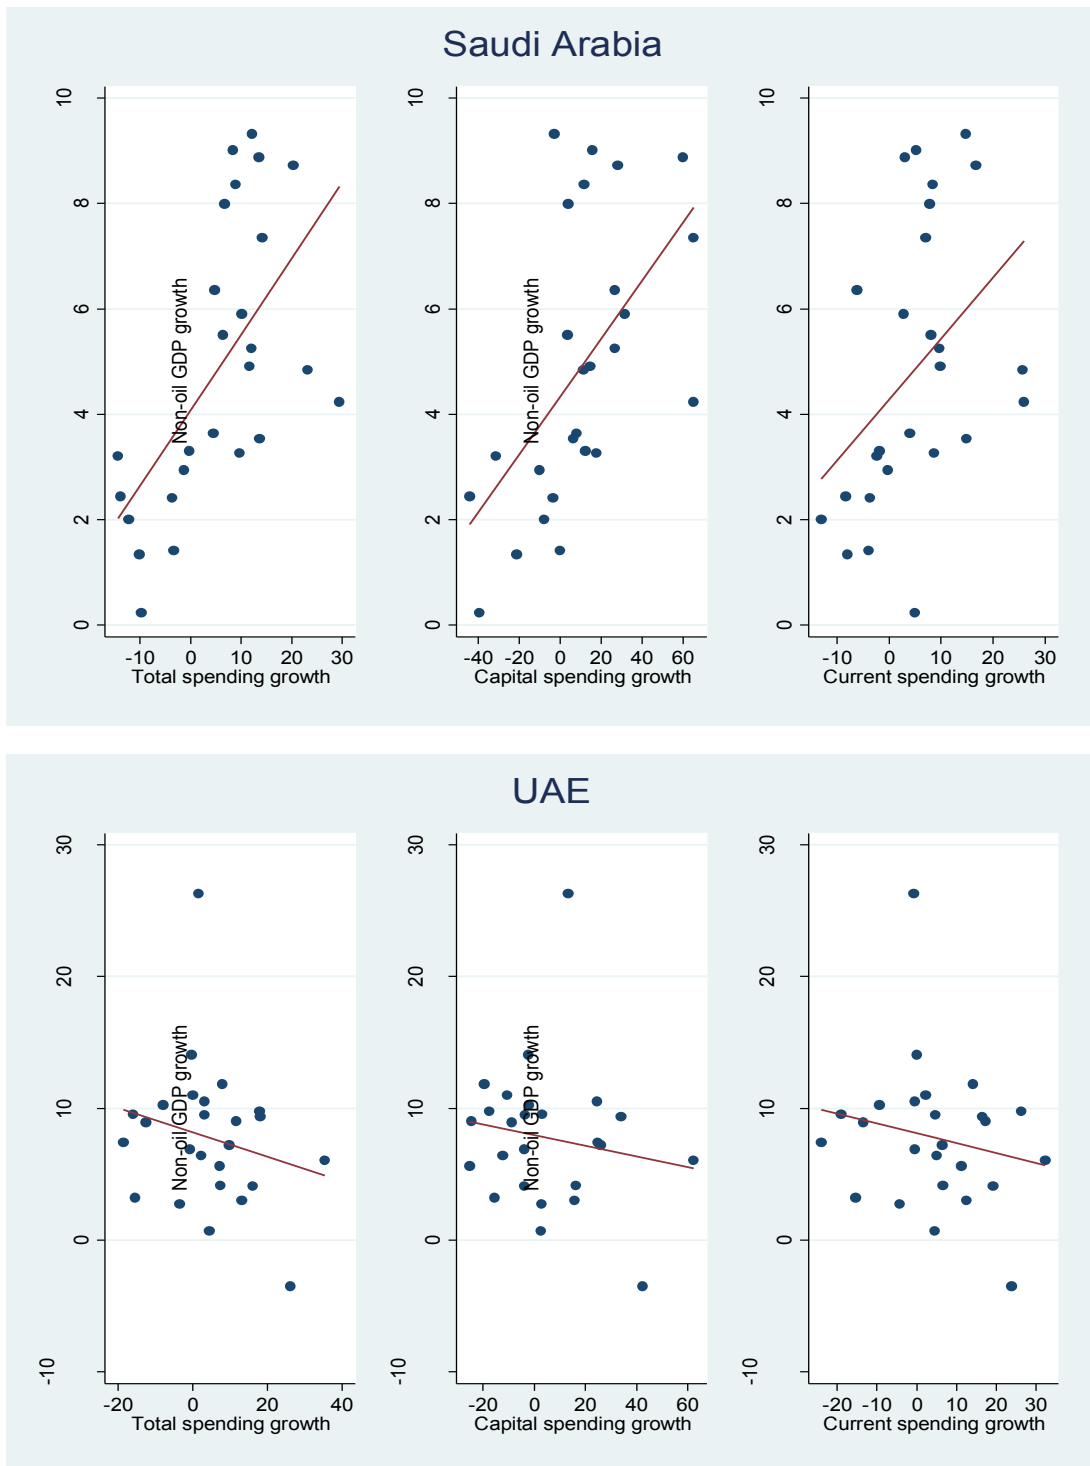 Saudi Arabia
Non-oil GDP growth
0 2 4 6 8 10
-10 0 10 20 30
Total spending growth
Non-oil GDP growth
0 2 4 6 8 10
-40 -20 0 20 40 60
Capital spending growth
0 2 4 6 8 10
-10 0 10 20 30
Current spending growth
UAE
Non-oil GDP growth
-10 0 10 20 30
-20 0 20 40
Total spending growth
Non-oil GDP growth
-10 0 10 20 30
-20 0 20 40 60
Capital spending growth
-10 0 10 20 30
-20 -10 0 10 20 30
Current spending growth